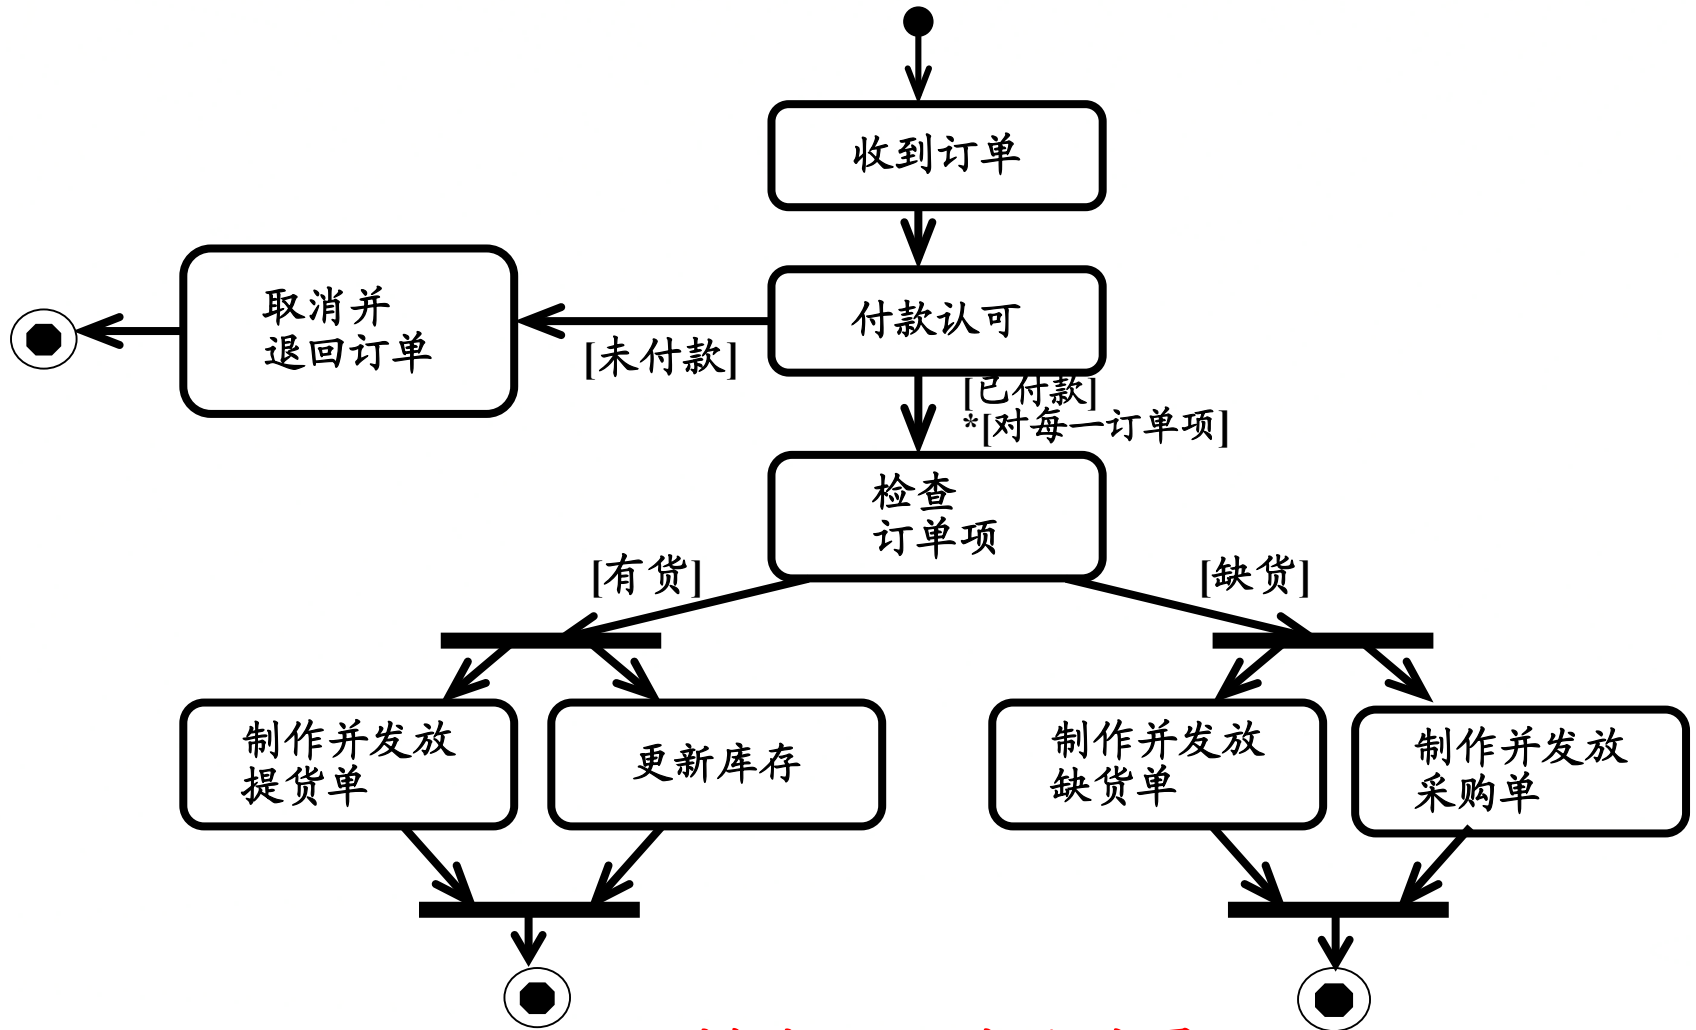 收到订单
取消并
退回订单
付款认可
[未付款]
[已付款]
*[对每一订单项]
检查
订单项
[有货]
[缺货]
制作并发放
提货单
更新库存
制作并发放
缺货单
制作并发放
采购单